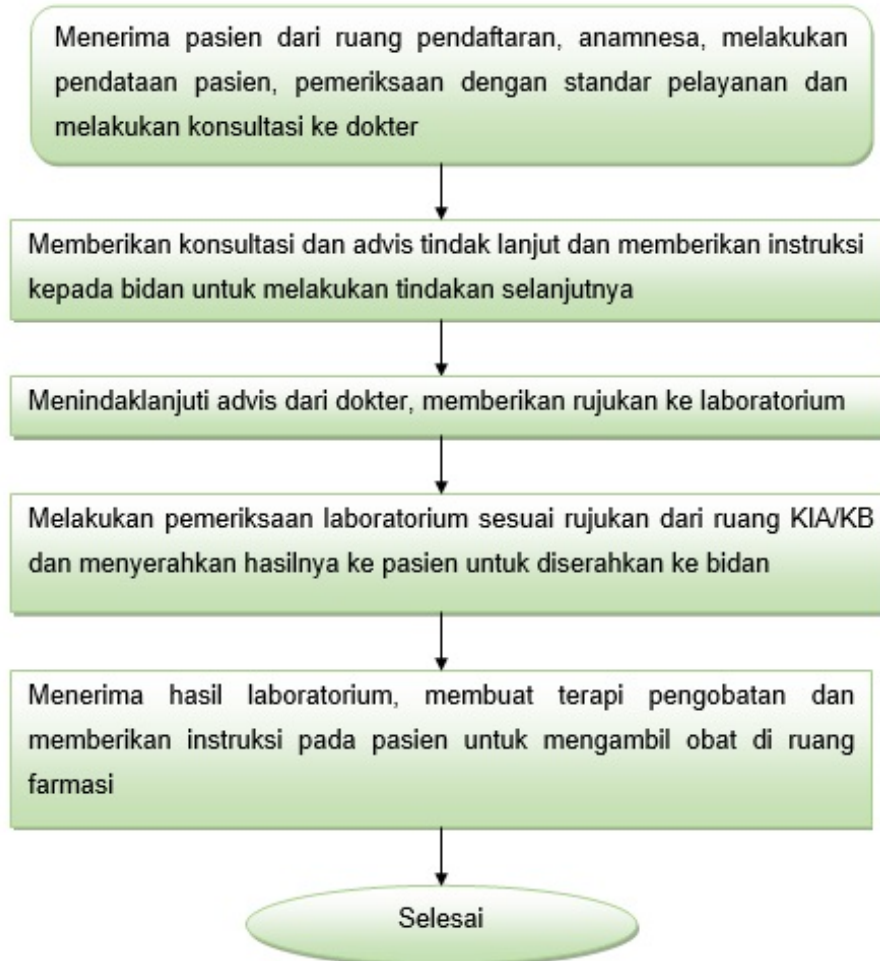 Menerima pasien dari ruang pendaftaran, anamnesa, melakukan
pendataan pasien, pemeriksaan dengan standar pelayanan dan
melakukan konsultasi ke dokter
Memberikan konsultasi dan advis tindak lanjut dan memberikan instruksi
kepada bidan untuk melakukan tindakan selanjutnya
Menindaklanjuti advis dari dokter, memberikan rujukan ke laboratorium
Melakukan pemeriksaan laboratorium sesuai rujukan dari ruang KIA/KB
dan menyerahkan hasilnya ke pasien untuk diserahkan ke bidan
Menerima hasil laboratorium, membuat terapi pengobatan dan
memberikan instruksi pada pasien untuk mengambil obat di ruang
farmasi
Selesai